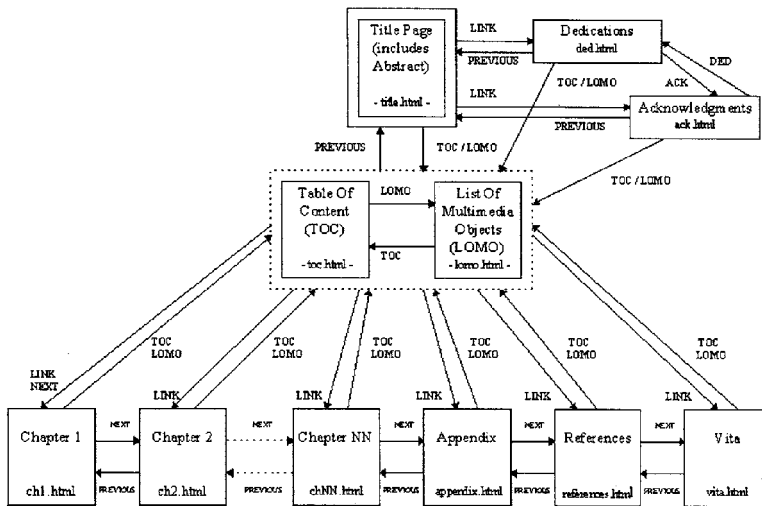 Title Page
(includes
Abstract)
- title.html -
LINK
PREVIOUS
Dedications
ded.html
DED
TOC / LOMO
ACK
LINK
PREVIOUS
Acknowledgments
ack.html
PREVIOUS
TOC / LOMO
TOC / LOMO
Table Of
Content
(TOC)
- toc.html -
LOMO
TOC
List Of
Multimedia
Objects
(LOMO)
- lomo.html -
LINK
NEXT
TOC
LOMO
LINK
TOC
LOMO
LINK
TOC
LOMO
LINK
TOC
LOMO
LINK
TOC
LOMO
LINK
TOC
LOMO
Chapter 1
ch1.html
NEXT
PREVIOUS
Chapter 2
ch2.html
NEXT
PREVIOUS
Chapter NN
chNN.html
NEXT
PREVIOUS
Appendix
appendix.html
NEXT
PREVIOUS
References
references.html
NEXT
PREVIOUS
Vita
vita.html